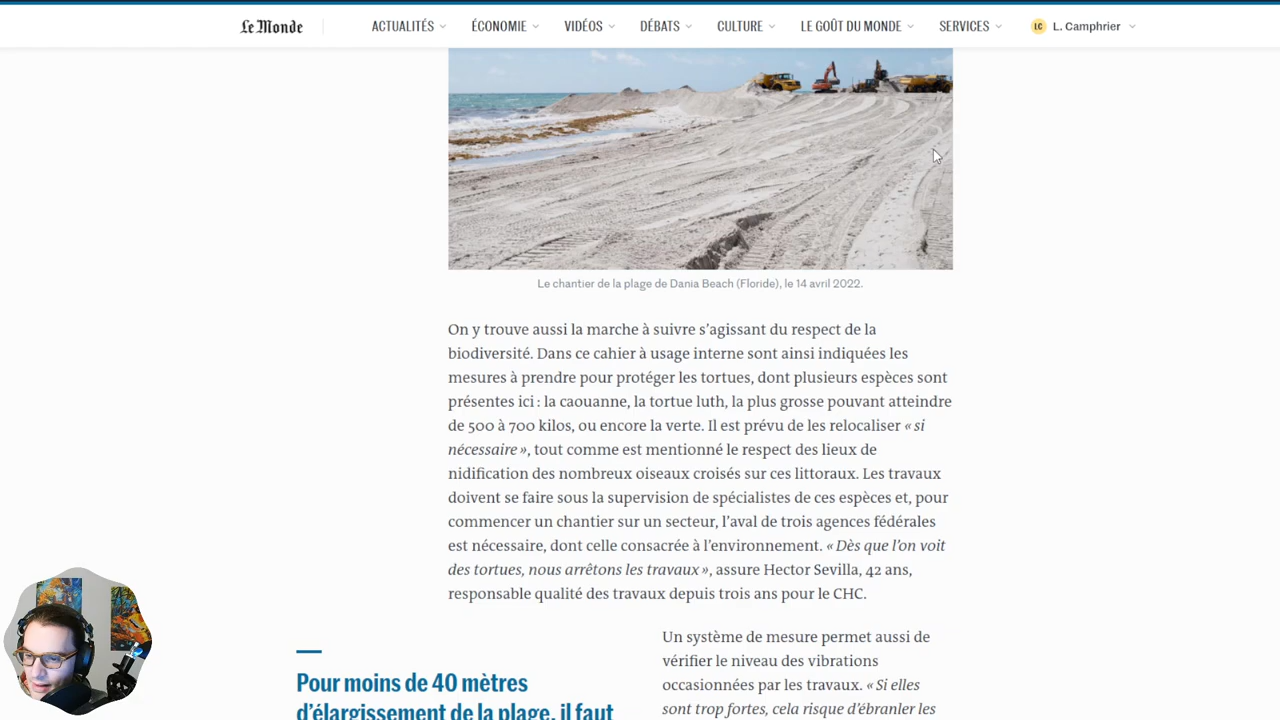 Le Monde
ACTUALITÉS ÉCONOMIE VIDÉOS DÉBATS CULTURE LE GOÛT DU MONDE SERVICES LC L. Camphrier
Le chantier de la plage de Dania Beach (Floride), le 14 avril 2022.
On y trouve aussi la marche à suivre s’agissant du respect de la
biodiversité. Dans ce cahier à usage interne sont ainsi indiquées les
mesures à prendre pour protéger les tortues, dont plusieurs espèces sont
présentes ici : la caouanne, la tortue luth, la plus grosse pouvant atteindre
de 500 à 700 kilos, ou encore la verte. Il est prévu de les relocaliser « si
nécessaire », tout comme est mentionné le respect des lieux de
nidification des nombreux oiseaux croisés sur ces littoraux. Les travaux
doivent se faire sous la supervision de spécialistes de ces espèces et, pour
commencer un chantier sur un secteur, l’aval de trois agences fédérales
est nécessaire, dont celle consacrée à l’environnement. « Dès que l’on voit
des tortues, nous arrêtons les travaux », assure Hector Sevilla, 42 ans,
responsable qualité des travaux depuis trois ans pour le CHC.
Un système de mesure permet aussi de
vérifier le niveau des vibrations
occasionnées par les travaux. « Si elles
sont trop fortes, cela risque d’ébranler les
Pour moins de 40 mètres
d’élargissement de la plage, il faut